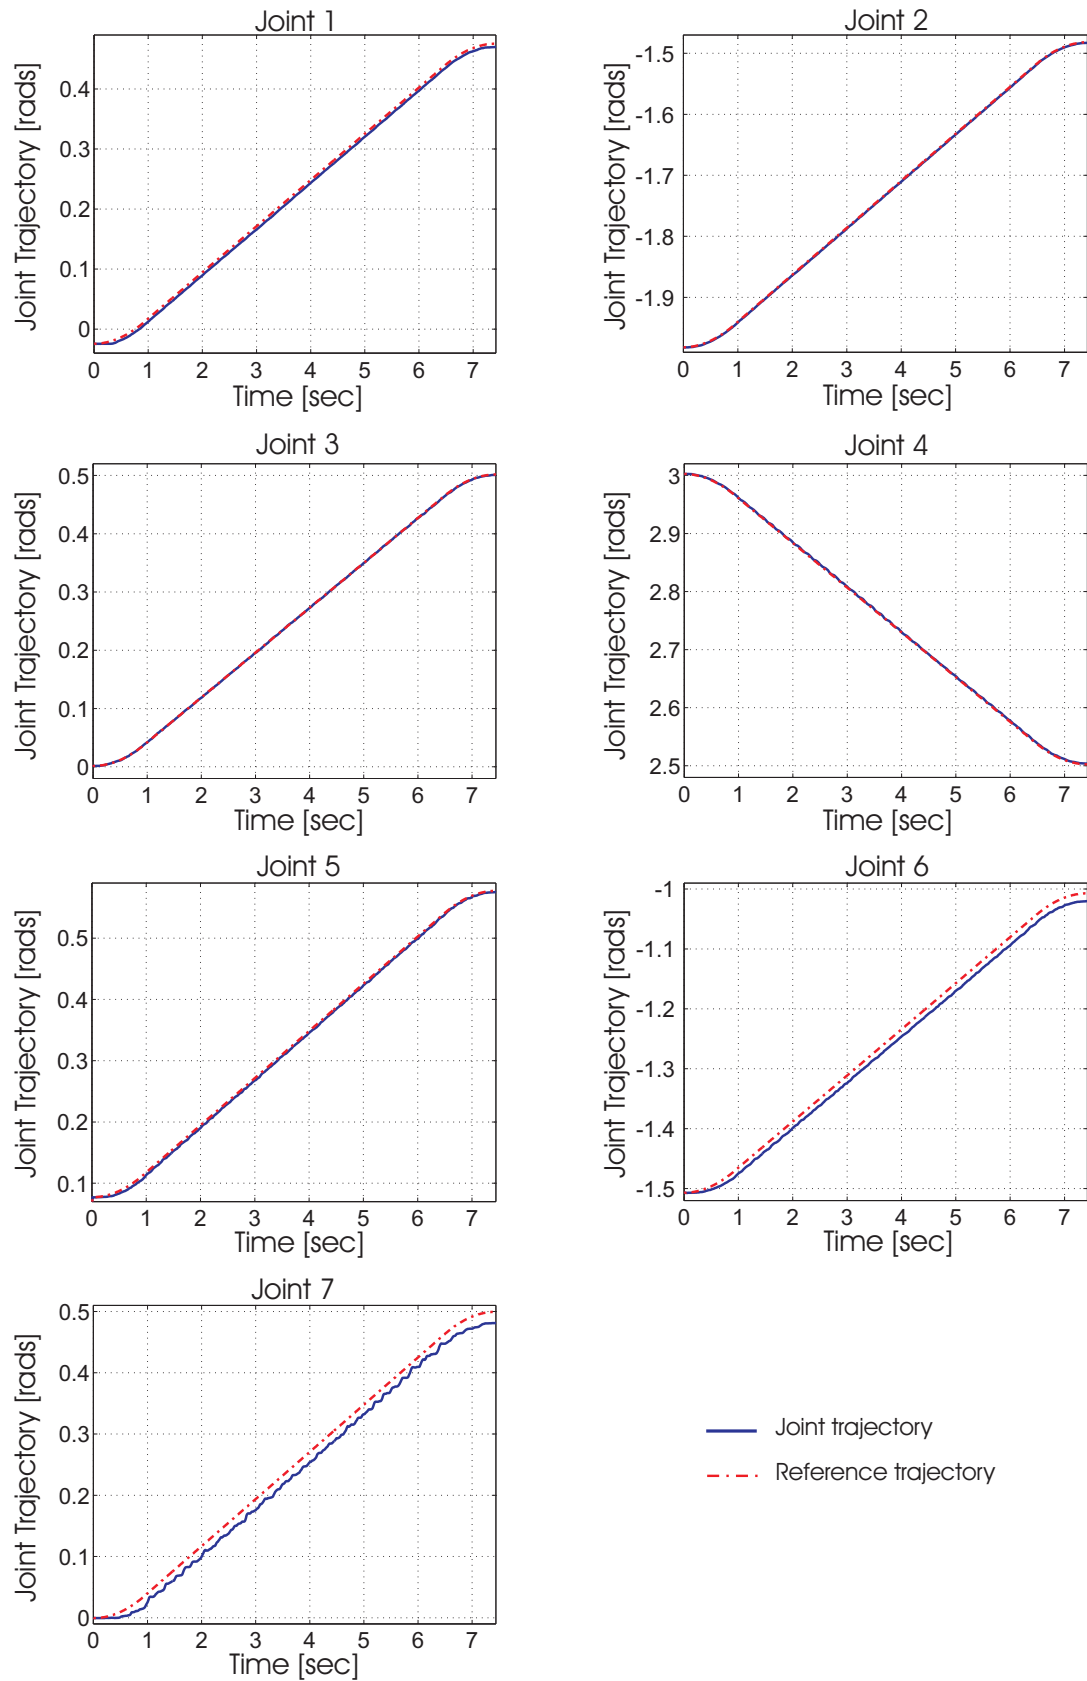 Joint 1
Joint Trajectory [rads]
0.4
0.3
0.2
0.1
0
0 1 2 3 4 5 6 7
Time [sec]
Joint 2
Joint Trajectory [rads]
-1.5
-1.6
-1.7
-1.8
-1.9
0 1 2 3 4 5 6 7
Time [sec]
Joint 3
Joint Trajectory [rads]
0.5
0.4
0.3
0.2
0.1
0
0 1 2 3 4 5 6 7
Time [sec]
Joint 4
Joint Trajectory [rads]
3
2.9
2.8
2.7
2.6
2.5
0 1 2 3 4 5 6 7
Time [sec]
Joint 5
Joint Trajectory [rads]
0.5
0.4
0.3
0.2
0.1
0 1 2 3 4 5 6 7
Time [sec]
Joint 6
Joint Trajectory [rads]
-1
-1.1
-1.2
-1.3
-1.4
-1.5
0 1 2 3 4 5 6 7
Time [sec]
Joint 7
Joint Trajectory [rads]
0.5
0.4
0.3
0.2
0.1
0
0 1 2 3 4 5 6 7
Time [sec]
Joint trajectory
Reference trajectory